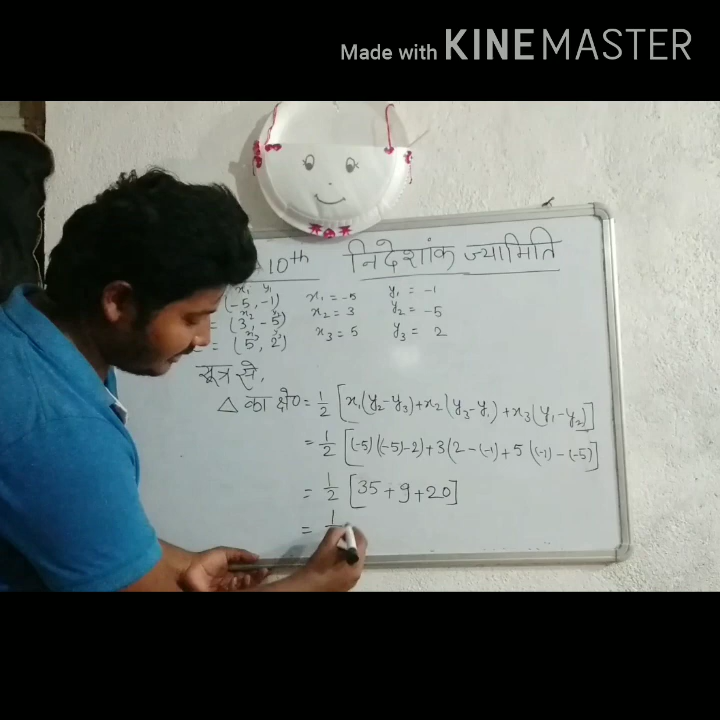 Made with KINEMASTER
10th निदेशांक ज्यामिति
x₁ y₁
(-5, -1) x₁ = -5 y₁ = -1
x₂
= (3, -5) x₂ = 3 y₂ = -5
x₃
= (5, 2) x₃ = 5 y₃ = 2
सूत्र से,
△ का क्षे० = 1/2 [x₁(y₂-y₃)+x₂(y₃-y₁)+x₃(y₁-y₂)]
= 1/2 [(-5)((-5)-2)+3(2-(-1)+5((-1)-(-5)]
= 1/2 [35+9+20]
= 1